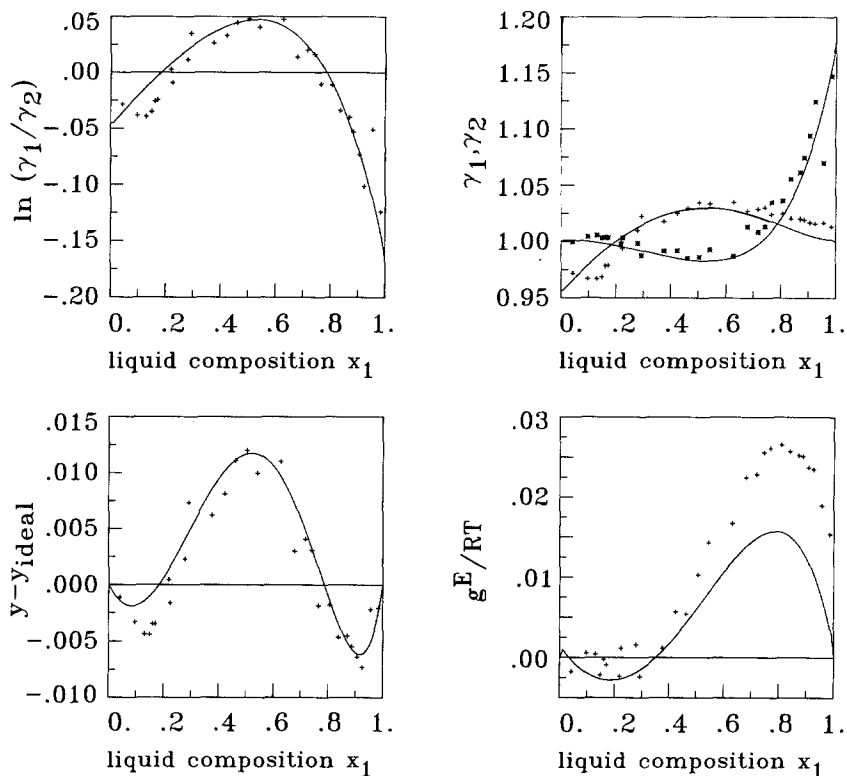 ln (γ₁/γ₂)
.05
.00
-.05
-.10
-.15
-.20
0. .2 .4 .6 .8 1.
liquid composition x₁
γ₁,γ₂
1.20
1.15
1.10
1.05
1.00
0.95
0. .2 .4 .6 .8 1.
liquid composition x₁
y-y_ideal
.015
.010
.005
.000
-.005
-.010
0. .2 .4 .6 .8 1.
liquid composition x₁
g^E/RT
.03
.02
.01
.00
0. .2 .4 .6 .8 1.
liquid composition x₁